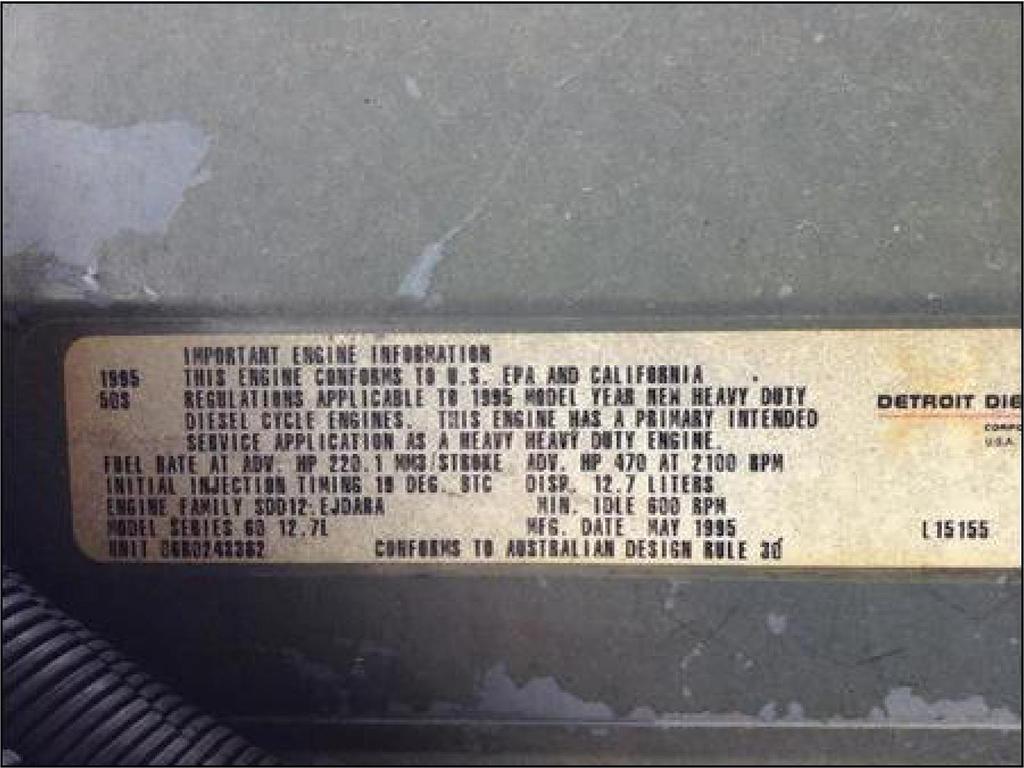 IMPORTANT ENGINE INFORMATION
1995 THIS ENGINE CONFORMS TO U.S. EPA AND CALIFORNIA
50S REGULATIONS APPLICABLE TO 1995 MODEL YEAR NEW HEAVY DUTY
DIESEL CYCLE ENGINES. THIS ENGINE HAS A PRIMARY INTENDED
SERVICE APPLICATION AS A HEAVY HEAVY DUTY ENGINE.
DETROIT DIE
CORPO
U.S.A.
FUEL RATE AT ADV. HP 220.1 MM3/STROKE ADV. HP 470 AT 2100 RPM
INITIAL INJECTION TIMING 19 DEG. BTC DISP. 12.7 LITERS
ENGINE FAMILY SDD12.EJDARA MIN. IDLE 600 RPM
MODEL SERIES 60 12.7L MFG. DATE MAY 1995 L15155
UNIT 06R0243362 CONFORMS TO AUSTRALIAN DESIGN RULE 30